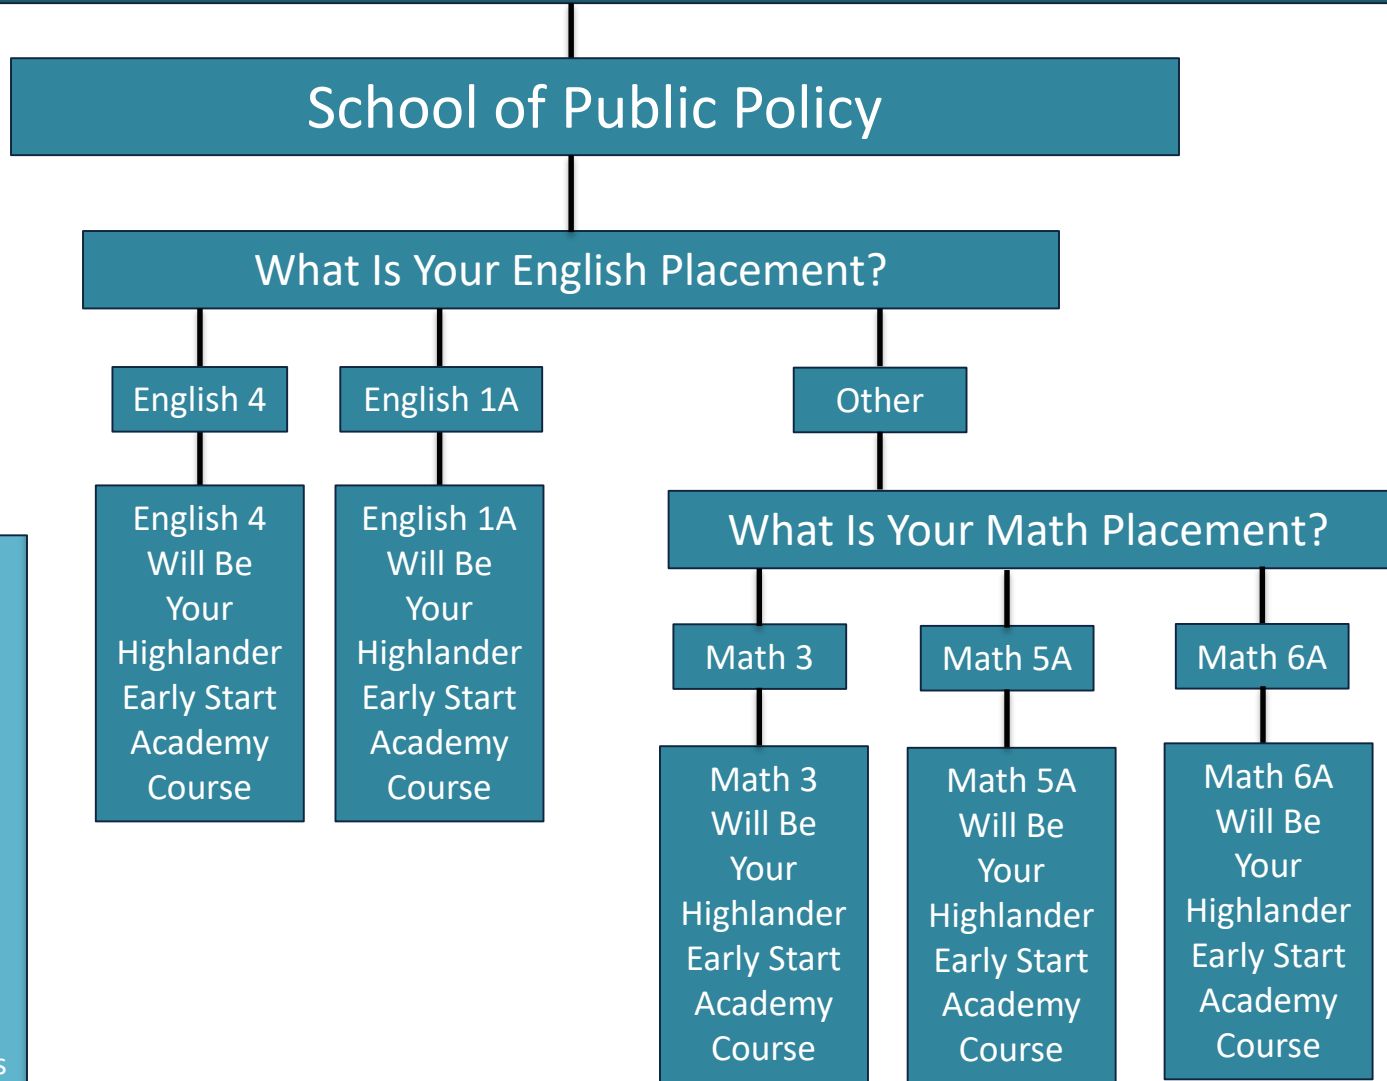 School of Public Policy
What Is Your English Placement?
English 4
English 1A
Other
English 4
Will Be
Your
Highlander
Early Start
Academy
Course
English 1A
Will Be
Your
Highlander
Early Start
Academy
Course
What Is Your Math Placement?
Math 3
Math 5A
Math 6A
Math 3
Will Be
Your
Highlander
Early Start
Academy
Course
Math 5A
Will Be
Your
Highlander
Early Start
Academy
Course
Math 6A
Will Be
Your
Highlander
Early Start
Academy
Course